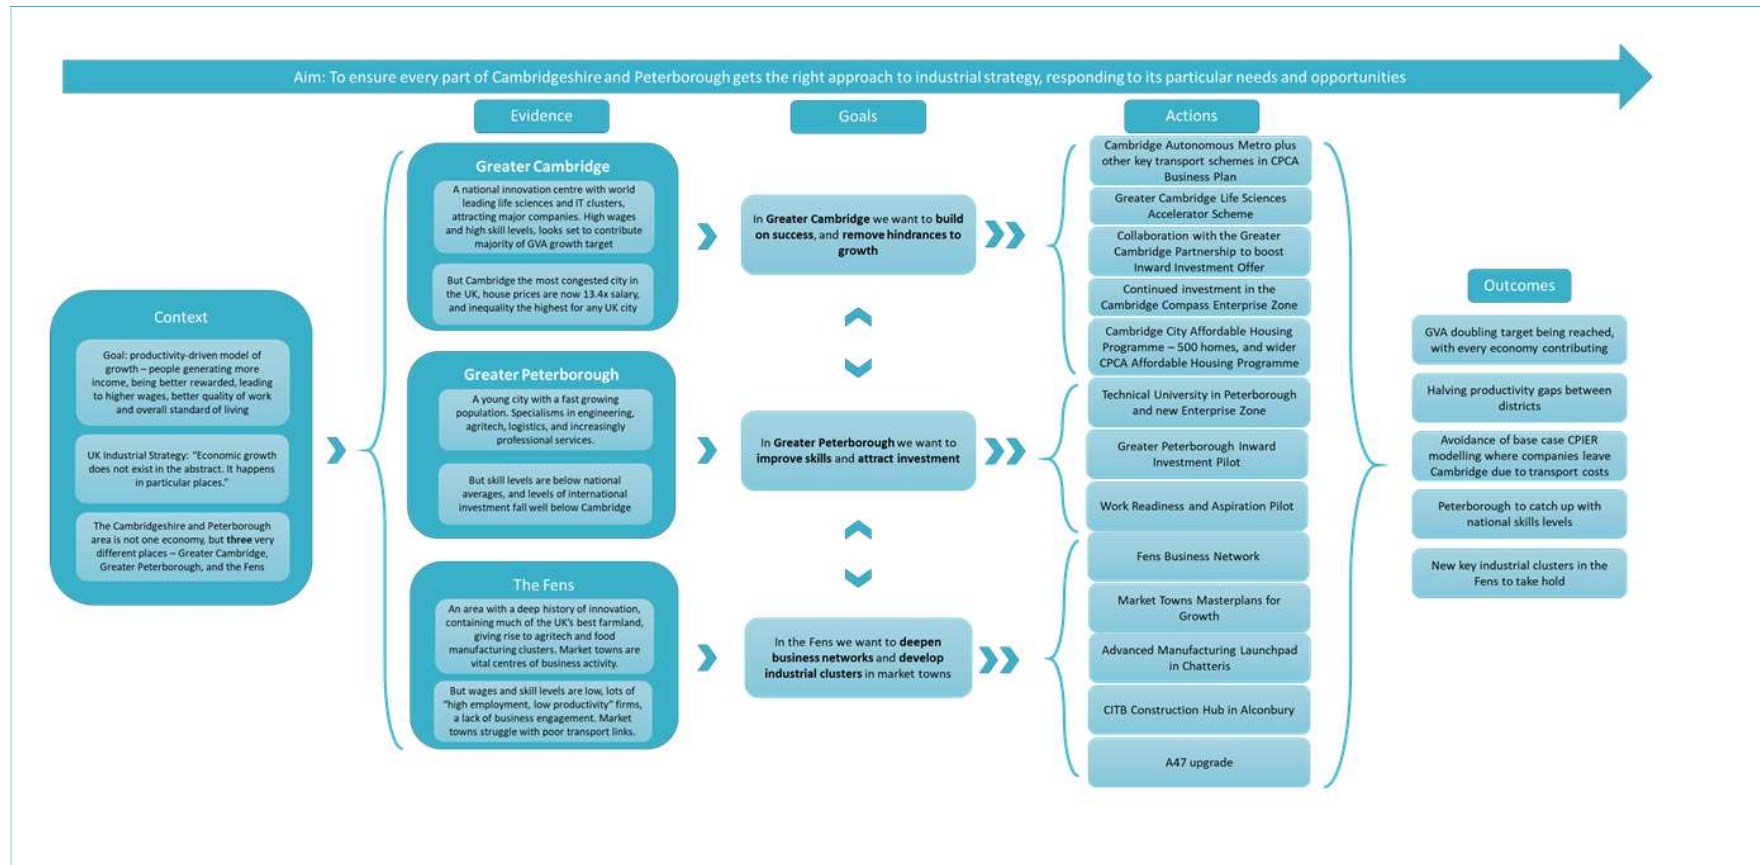 Aim: To ensure every part of Cambridgeshire and Peterborough gets the right approach to industrial strategy, responding to its particular needs and opportunities
Context
Goal: productivity-driven model of
growth – people generating more
income, being better rewarded, leading
to higher wages, better quality of work
and overall standard of living
UK Industrial Strategy: "Economic growth
does not exist in the abstract. It happens
in particular places."
The Cambridgeshire and Peterborough
area is not one economy, but three very
different places – Greater Cambridge,
Greater Peterborough, and the Fens
Evidence
Greater Cambridge
A national innovation centre with world
leading life sciences and IT clusters,
attracting major companies. High wages
and high skill levels, looks set to contribute
majority of GVA growth target
But Cambridge the most congested city in
the UK, house prices are now 13.4x salary,
and inequality the highest for any UK city
Greater Peterborough
A young city with a fast growing
population. Specialisms in engineering,
agritech, logistics, and increasingly
professional services.
But skill levels are below national
averages, and levels of international
investment fall well below Cambridge
The Fens
An area with a deep history of innovation,
containing much of the UK's best farmland,
giving rise to agritech and food
manufacturing clusters. Market towns are
vital centres of business activity.
But wages and skill levels are low, lots of
"high employment, low productivity" firms,
a lack of business engagement. Market
towns struggle with poor transport links.
Goals
In Greater Cambridge we want to build
on success, and remove hindrances to
growth
In Greater Peterborough we want to
improve skills and attract investment
In the Fens we want to deepen
business networks and develop
industrial clusters in market towns
Actions
Cambridge Autonomous Metro plus
other key transport schemes in CPCA
Business Plan
Greater Cambridge Life Sciences
Accelerator Scheme
Collaboration with the Greater
Cambridge Partnership to boost
Inward Investment Offer
Continued investment in the
Cambridge Compass Enterprise Zone
Cambridge City Affordable Housing
Programme – 500 homes, and wider
CPCA Affordable Housing Programme
Technical University in Peterborough
and new Enterprise Zone
Greater Peterborough Inward
Investment Pilot
Work Readiness and Aspiration Pilot
Fens Business Network
Market Towns Masterplans for
Growth
Advanced Manufacturing Launchpad
in Chatteris
CITB Construction Hub in Alconbury
A47 upgrade
Outcomes
GVA doubling target being reached,
with every economy contributing
Halving productivity gaps between
districts
Avoidance of base case CPIER
modelling where companies leave
Cambridge due to transport costs
Peterborough to catch up with
national skills levels
New key industrial clusters in the
Fens to take hold